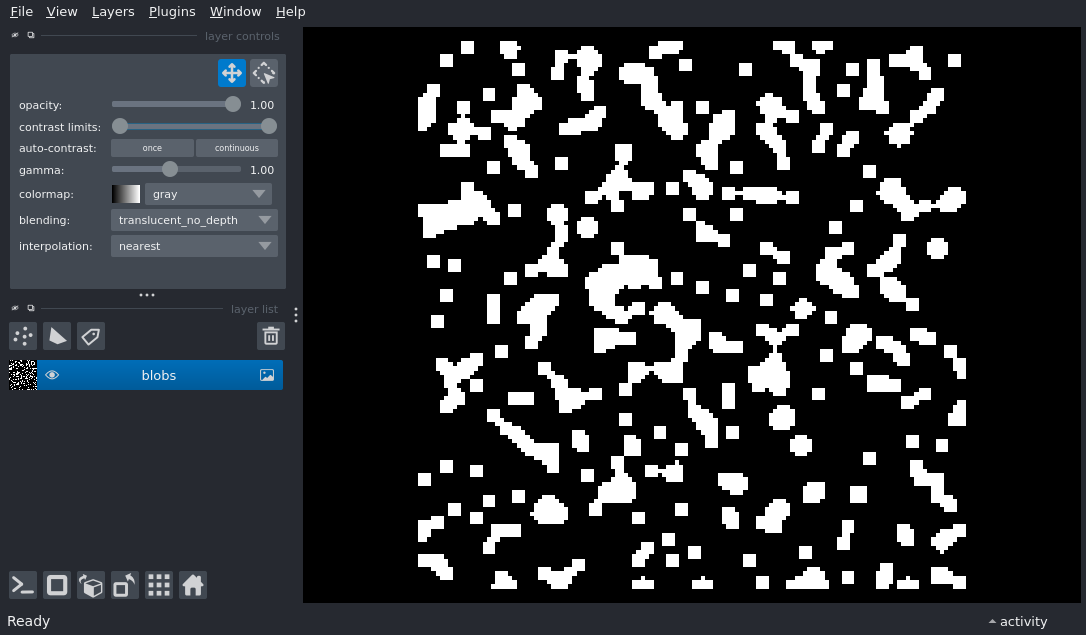 File View Layers Plugins Window Help
layer controls
opacity: 1.00
contrast limits:
auto-contrast: once continuous
gamma: 1.00
colormap: gray
blending: translucent_no_depth
interpolation: nearest
layer list
blobs
Ready activity